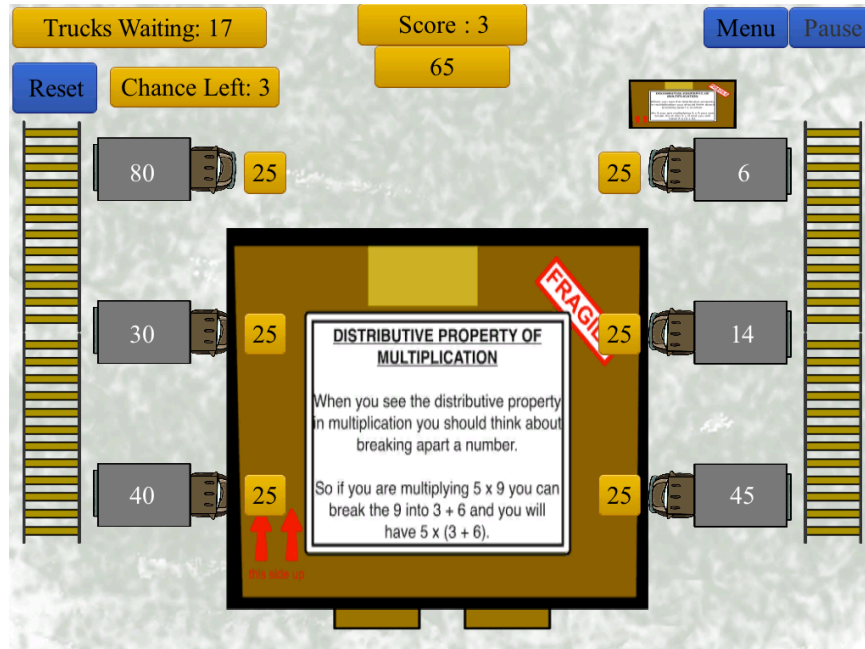 Trucks Waiting: 17
Score : 3
Menu
Pause
65
Reset
Chance Left: 3
80
25
25
6
FRAGIL
30
25
25
14
DISTRIBUTIVE PROPERTY OF
MULTIPLICATION
When you see the distributive property
in multiplication you should think about
breaking apart a number.
So if you are multiplying 5 x 9 you can
break the 9 into 3 + 6 and you will
have 5 x (3 + 6).
40
25
25
45
this side up